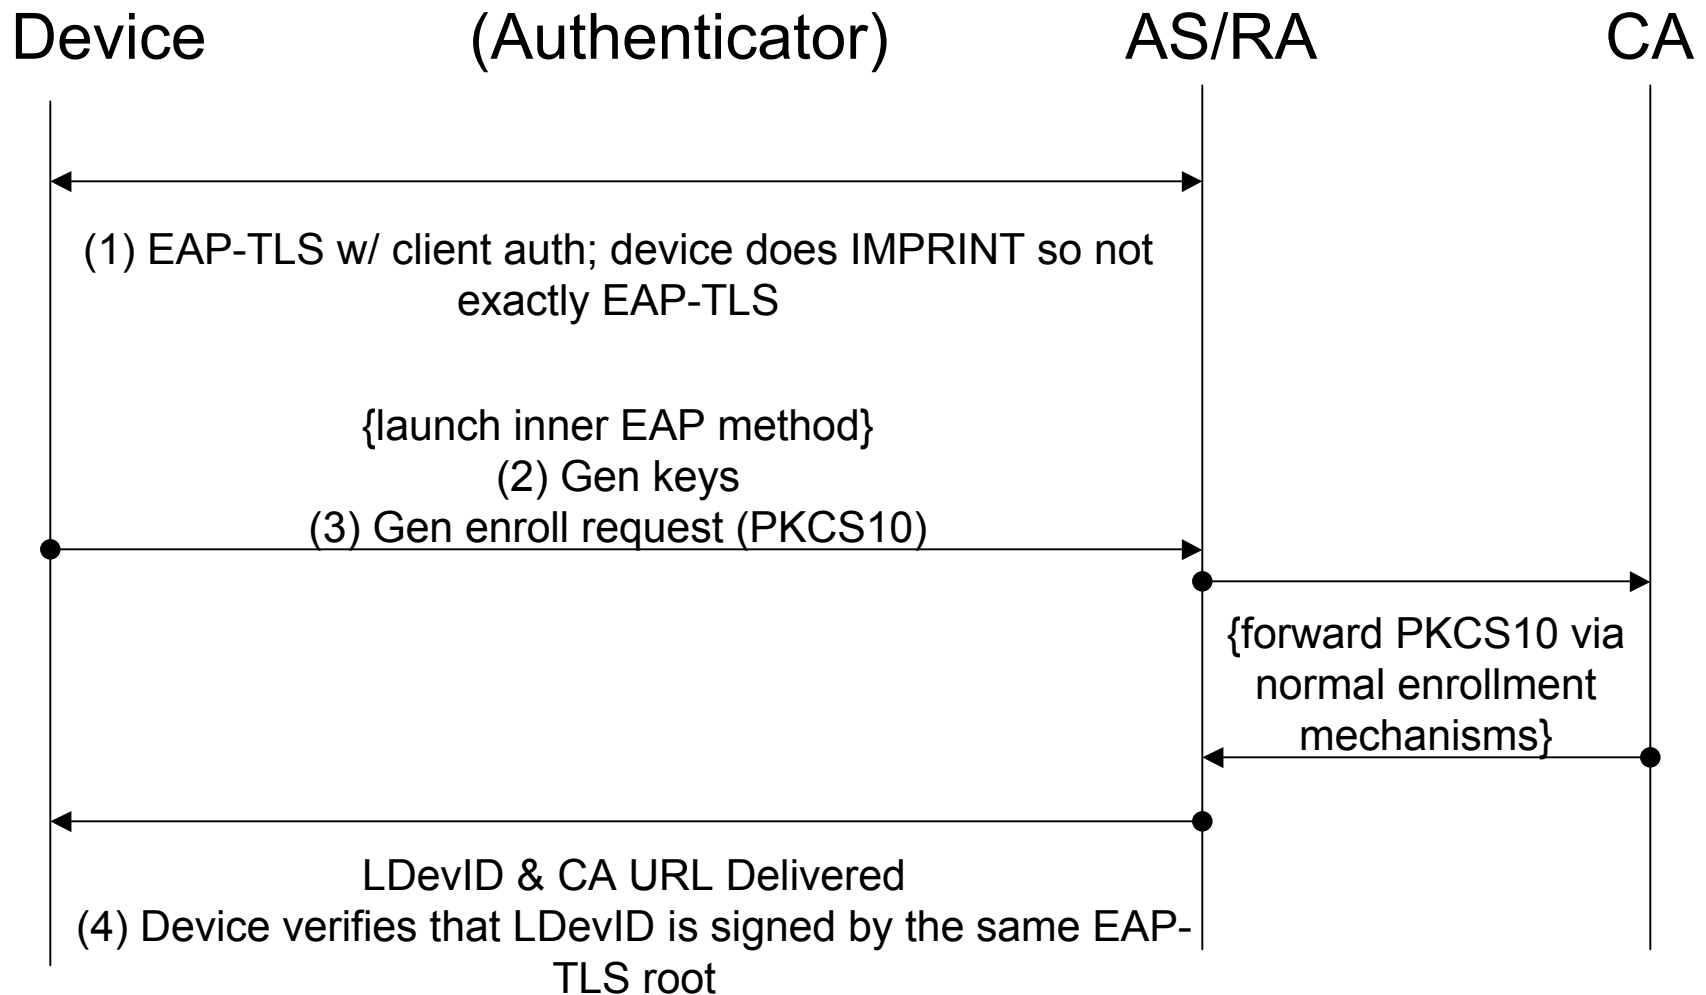 Device (Authenticator) AS/RA CA
(1) EAP-TLS w/ client auth; device does IMPRINT so not
exactly EAP-TLS
{launch inner EAP method}
(2) Gen keys
(3) Gen enroll request (PKCS10)
{forward PKCS10 via
normal enrollment
mechanisms}
LDevID & CA URL Delivered
(4) Device verifies that LDevID is signed by the same EAP-
TLS root